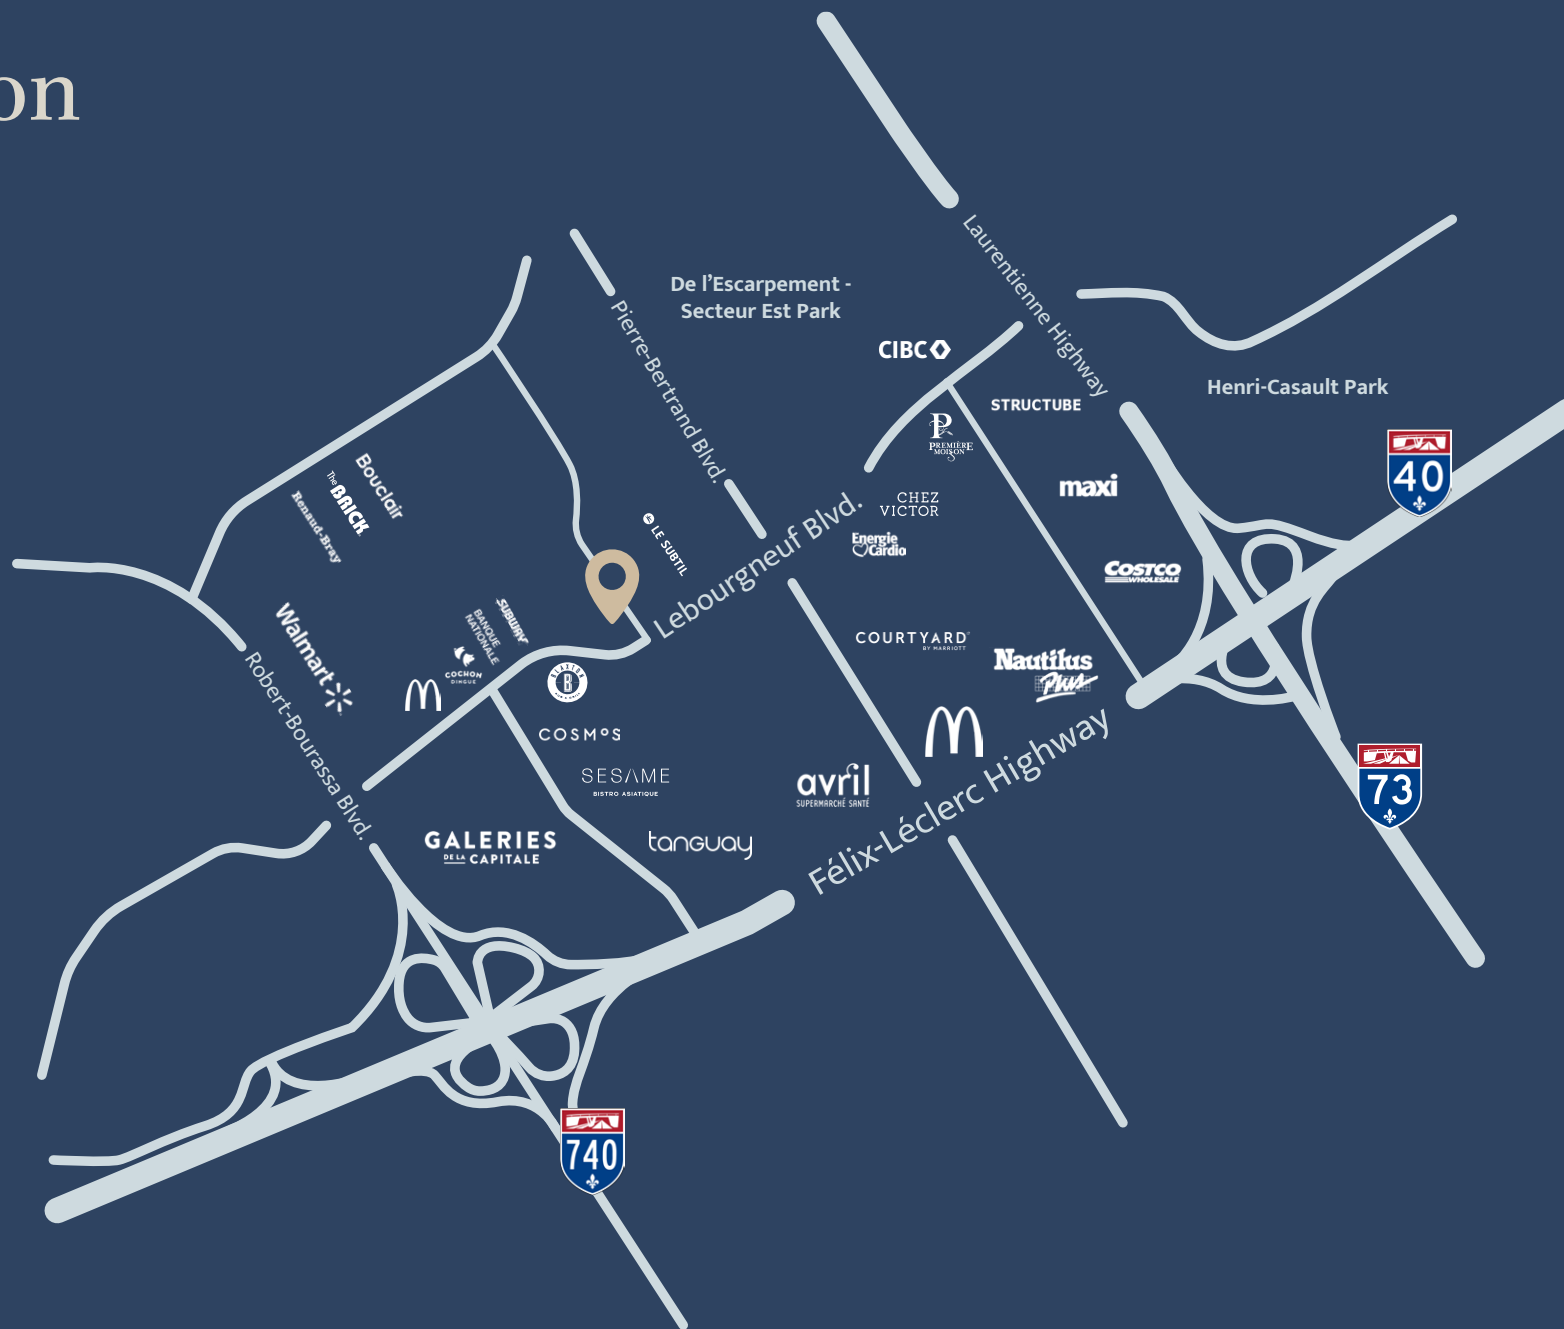 on
Laurentienne Highway
De l’Escarpement -
Secteur Est Park
Pierre-Bertrand Blvd.
CIBC
Henri-Casault Park
STRUCTUBE
P
PREMIÈRE
MOISON
40
Bouclair
The BRICK
Renaud-Bray
maxi
CHEZ
VICTOR
LE SUBTIL
Lebourgneuf Blvd.
Energie
Cardio
COSTCO
WHOLESALE
Walmart
SUBWAY
BANQUE
NATIONALE
COCHON
DINGUE
M
BLAXTON
B
COURTYARD
BY MARRIOTT
Nautilus
Plus
Robert-Bourassa Blvd.
COSMOS
M
SESAME
BISTRO ASIATIQUE
avril
SUPERMARCHÉ SANTÉ
73
Félix-Léclerc Highway
GALERIES
DE LA CAPITALE
tanguay
740